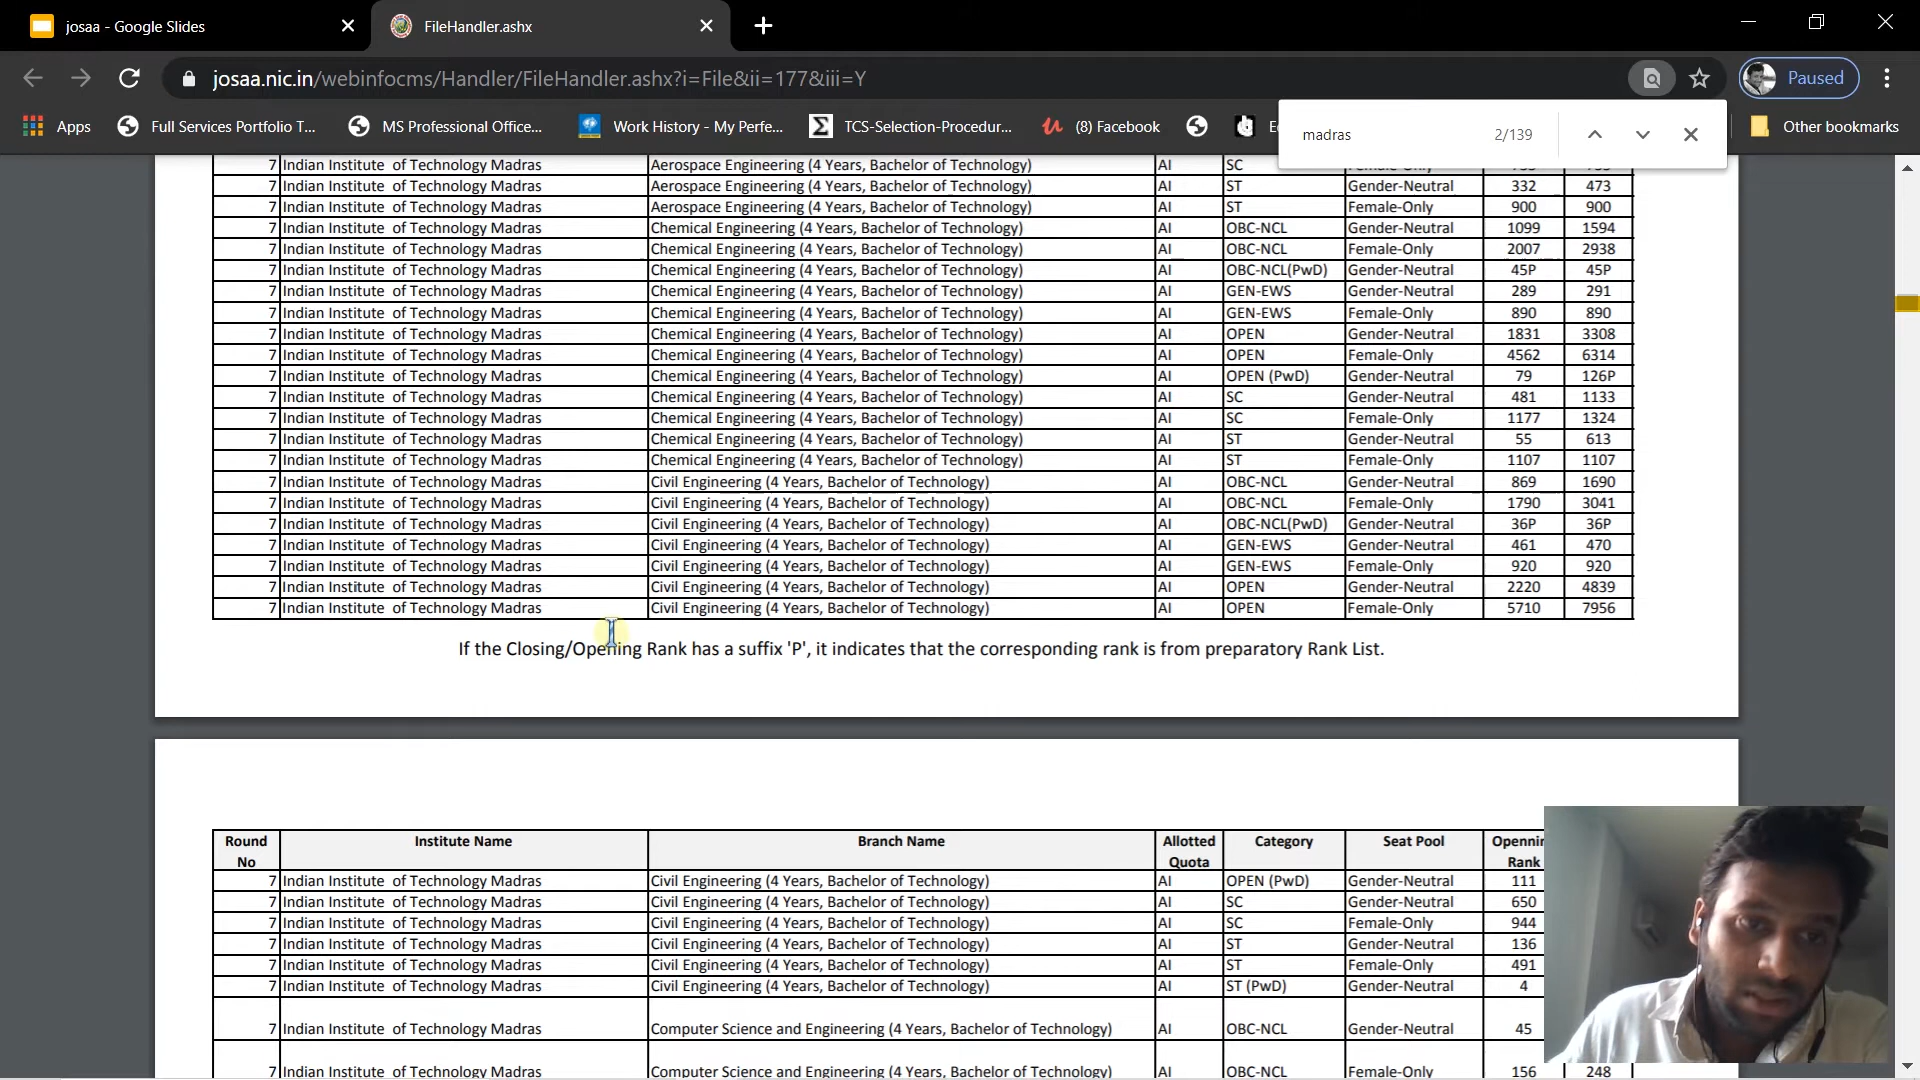 josaa - Google Slides
FileHandler.ashx
josaa.nic.in/webinfocms/Handler/FileHandler.ashx?i=File&ii=177&iii=Y
Paused
Apps
Full Services Portfolio T...
MS Professional Office...
Work History - My Perfe...
TCS-Selection-Procedur...
(8) Facebook
Other bookmarks
madras 2/139
7 Indian Institute of Technology Madras Aerospace Engineering (4 Years, Bachelor of Technology) AI SC
7 Indian Institute of Technology Madras Aerospace Engineering (4 Years, Bachelor of Technology) AI ST Gender-Neutral 332 473
7 Indian Institute of Technology Madras Aerospace Engineering (4 Years, Bachelor of Technology) AI ST Female-Only 900 900
7 Indian Institute of Technology Madras Chemical Engineering (4 Years, Bachelor of Technology) AI OBC-NCL Gender-Neutral 1099 1594
7 Indian Institute of Technology Madras Chemical Engineering (4 Years, Bachelor of Technology) AI OBC-NCL Female-Only 2007 2938
7 Indian Institute of Technology Madras Chemical Engineering (4 Years, Bachelor of Technology) AI OBC-NCL(PwD) Gender-Neutral 45P 45P
7 Indian Institute of Technology Madras Chemical Engineering (4 Years, Bachelor of Technology) AI GEN-EWS Gender-Neutral 289 291
7 Indian Institute of Technology Madras Chemical Engineering (4 Years, Bachelor of Technology) AI GEN-EWS Female-Only 890 890
7 Indian Institute of Technology Madras Chemical Engineering (4 Years, Bachelor of Technology) AI OPEN Gender-Neutral 1831 3308
7 Indian Institute of Technology Madras Chemical Engineering (4 Years, Bachelor of Technology) AI OPEN Female-Only 4562 6314
7 Indian Institute of Technology Madras Chemical Engineering (4 Years, Bachelor of Technology) AI OPEN (PwD) Gender-Neutral 79 126P
7 Indian Institute of Technology Madras Chemical Engineering (4 Years, Bachelor of Technology) AI SC Gender-Neutral 481 1133
7 Indian Institute of Technology Madras Chemical Engineering (4 Years, Bachelor of Technology) AI SC Female-Only 1177 1324
7 Indian Institute of Technology Madras Chemical Engineering (4 Years, Bachelor of Technology) AI ST Gender-Neutral 55 613
7 Indian Institute of Technology Madras Chemical Engineering (4 Years, Bachelor of Technology) AI ST Female-Only 1107 1107
7 Indian Institute of Technology Madras Civil Engineering (4 Years, Bachelor of Technology) AI OBC-NCL Gender-Neutral 869 1690
7 Indian Institute of Technology Madras Civil Engineering (4 Years, Bachelor of Technology) AI OBC-NCL Female-Only 1790 3041
7 Indian Institute of Technology Madras Civil Engineering (4 Years, Bachelor of Technology) AI OBC-NCL(PwD) Gender-Neutral 36P 36P
7 Indian Institute of Technology Madras Civil Engineering (4 Years, Bachelor of Technology) AI GEN-EWS Gender-Neutral 461 470
7 Indian Institute of Technology Madras Civil Engineering (4 Years, Bachelor of Technology) AI GEN-EWS Female-Only 920 920
7 Indian Institute of Technology Madras Civil Engineering (4 Years, Bachelor of Technology) AI OPEN Gender-Neutral 2220 4839
7 Indian Institute of Technology Madras Civil Engineering (4 Years, Bachelor of Technology) AI OPEN Female-Only 5710 7956
If the Closing/Opening Rank has a suffix 'P', it indicates that the corresponding rank is from preparatory Rank List.
Round Institute Name Branch Name Allotted Category Seat Pool
No Quota Rank
7 Indian Institute of Technology Madras Civil Engineering (4 Years, Bachelor of Technology) AI OPEN (PwD) Gender-Neutral 111
7 Indian Institute of Technology Madras Civil Engineering (4 Years, Bachelor of Technology) AI SC Gender-Neutral 650
7 Indian Institute of Technology Madras Civil Engineering (4 Years, Bachelor of Technology) AI SC Female-Only 944
7 Indian Institute of Technology Madras Civil Engineering (4 Years, Bachelor of Technology) AI ST Gender-Neutral 136
7 Indian Institute of Technology Madras Civil Engineering (4 Years, Bachelor of Technology) AI ST Female-Only 491
7 Indian Institute of Technology Madras Civil Engineering (4 Years, Bachelor of Technology) AI ST (PwD) Gender-Neutral 4
7 Indian Institute of Technology Madras Computer Science and Engineering (4 Years, Bachelor of Technology) AI OBC-NCL Gender-Neutral 45
7 Indian Institute of Technology Madras Computer Science and Engineering (4 Years, Bachelor of Technology) AI OBC-NCL Female-Only 156 248